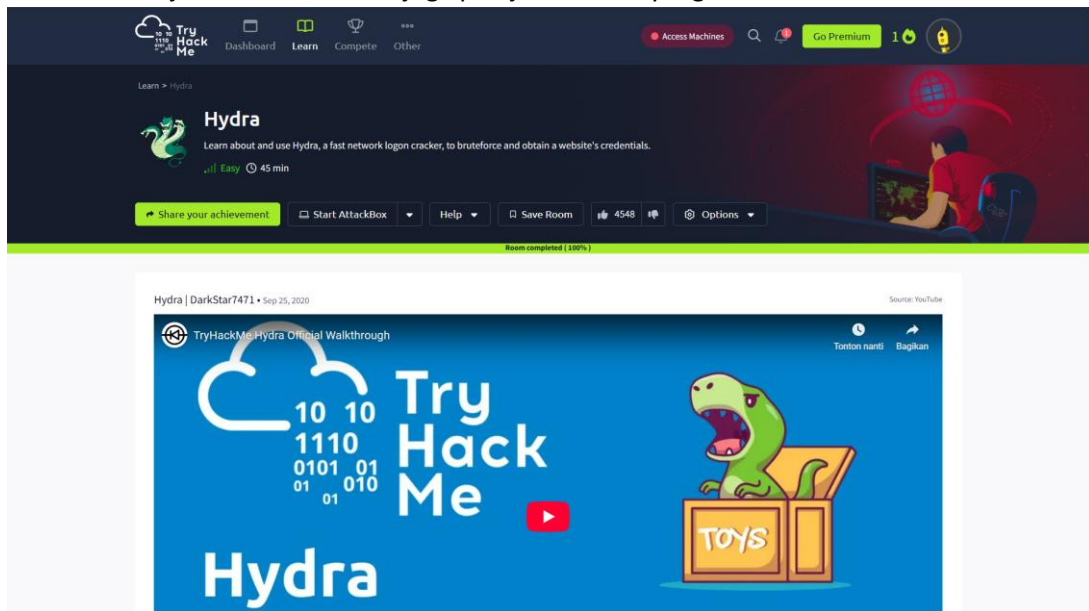 Try
Hack
Me
Dashboard
Learn
Compete
Other
Access Machines
1
Go Premium
1
Learn > Hydra
Hydra
Learn about and use Hydra, a fast network logon cracker, to bruteforce and obtain a website's credentials.
Easy 45 min
Share your achievement
Start AttackBox
Help
Save Room
4548
Options
Room completed ( 100% )
Hydra | DarkStar7471 • Sep 25, 2020
Source: YouTube
TryHackMe Hydra Official Walkthrough
Tonton nanti
Bagikan
10 10
1110
0101 01
01 010
01
Try
Hack
Me
Hydra
TOYS